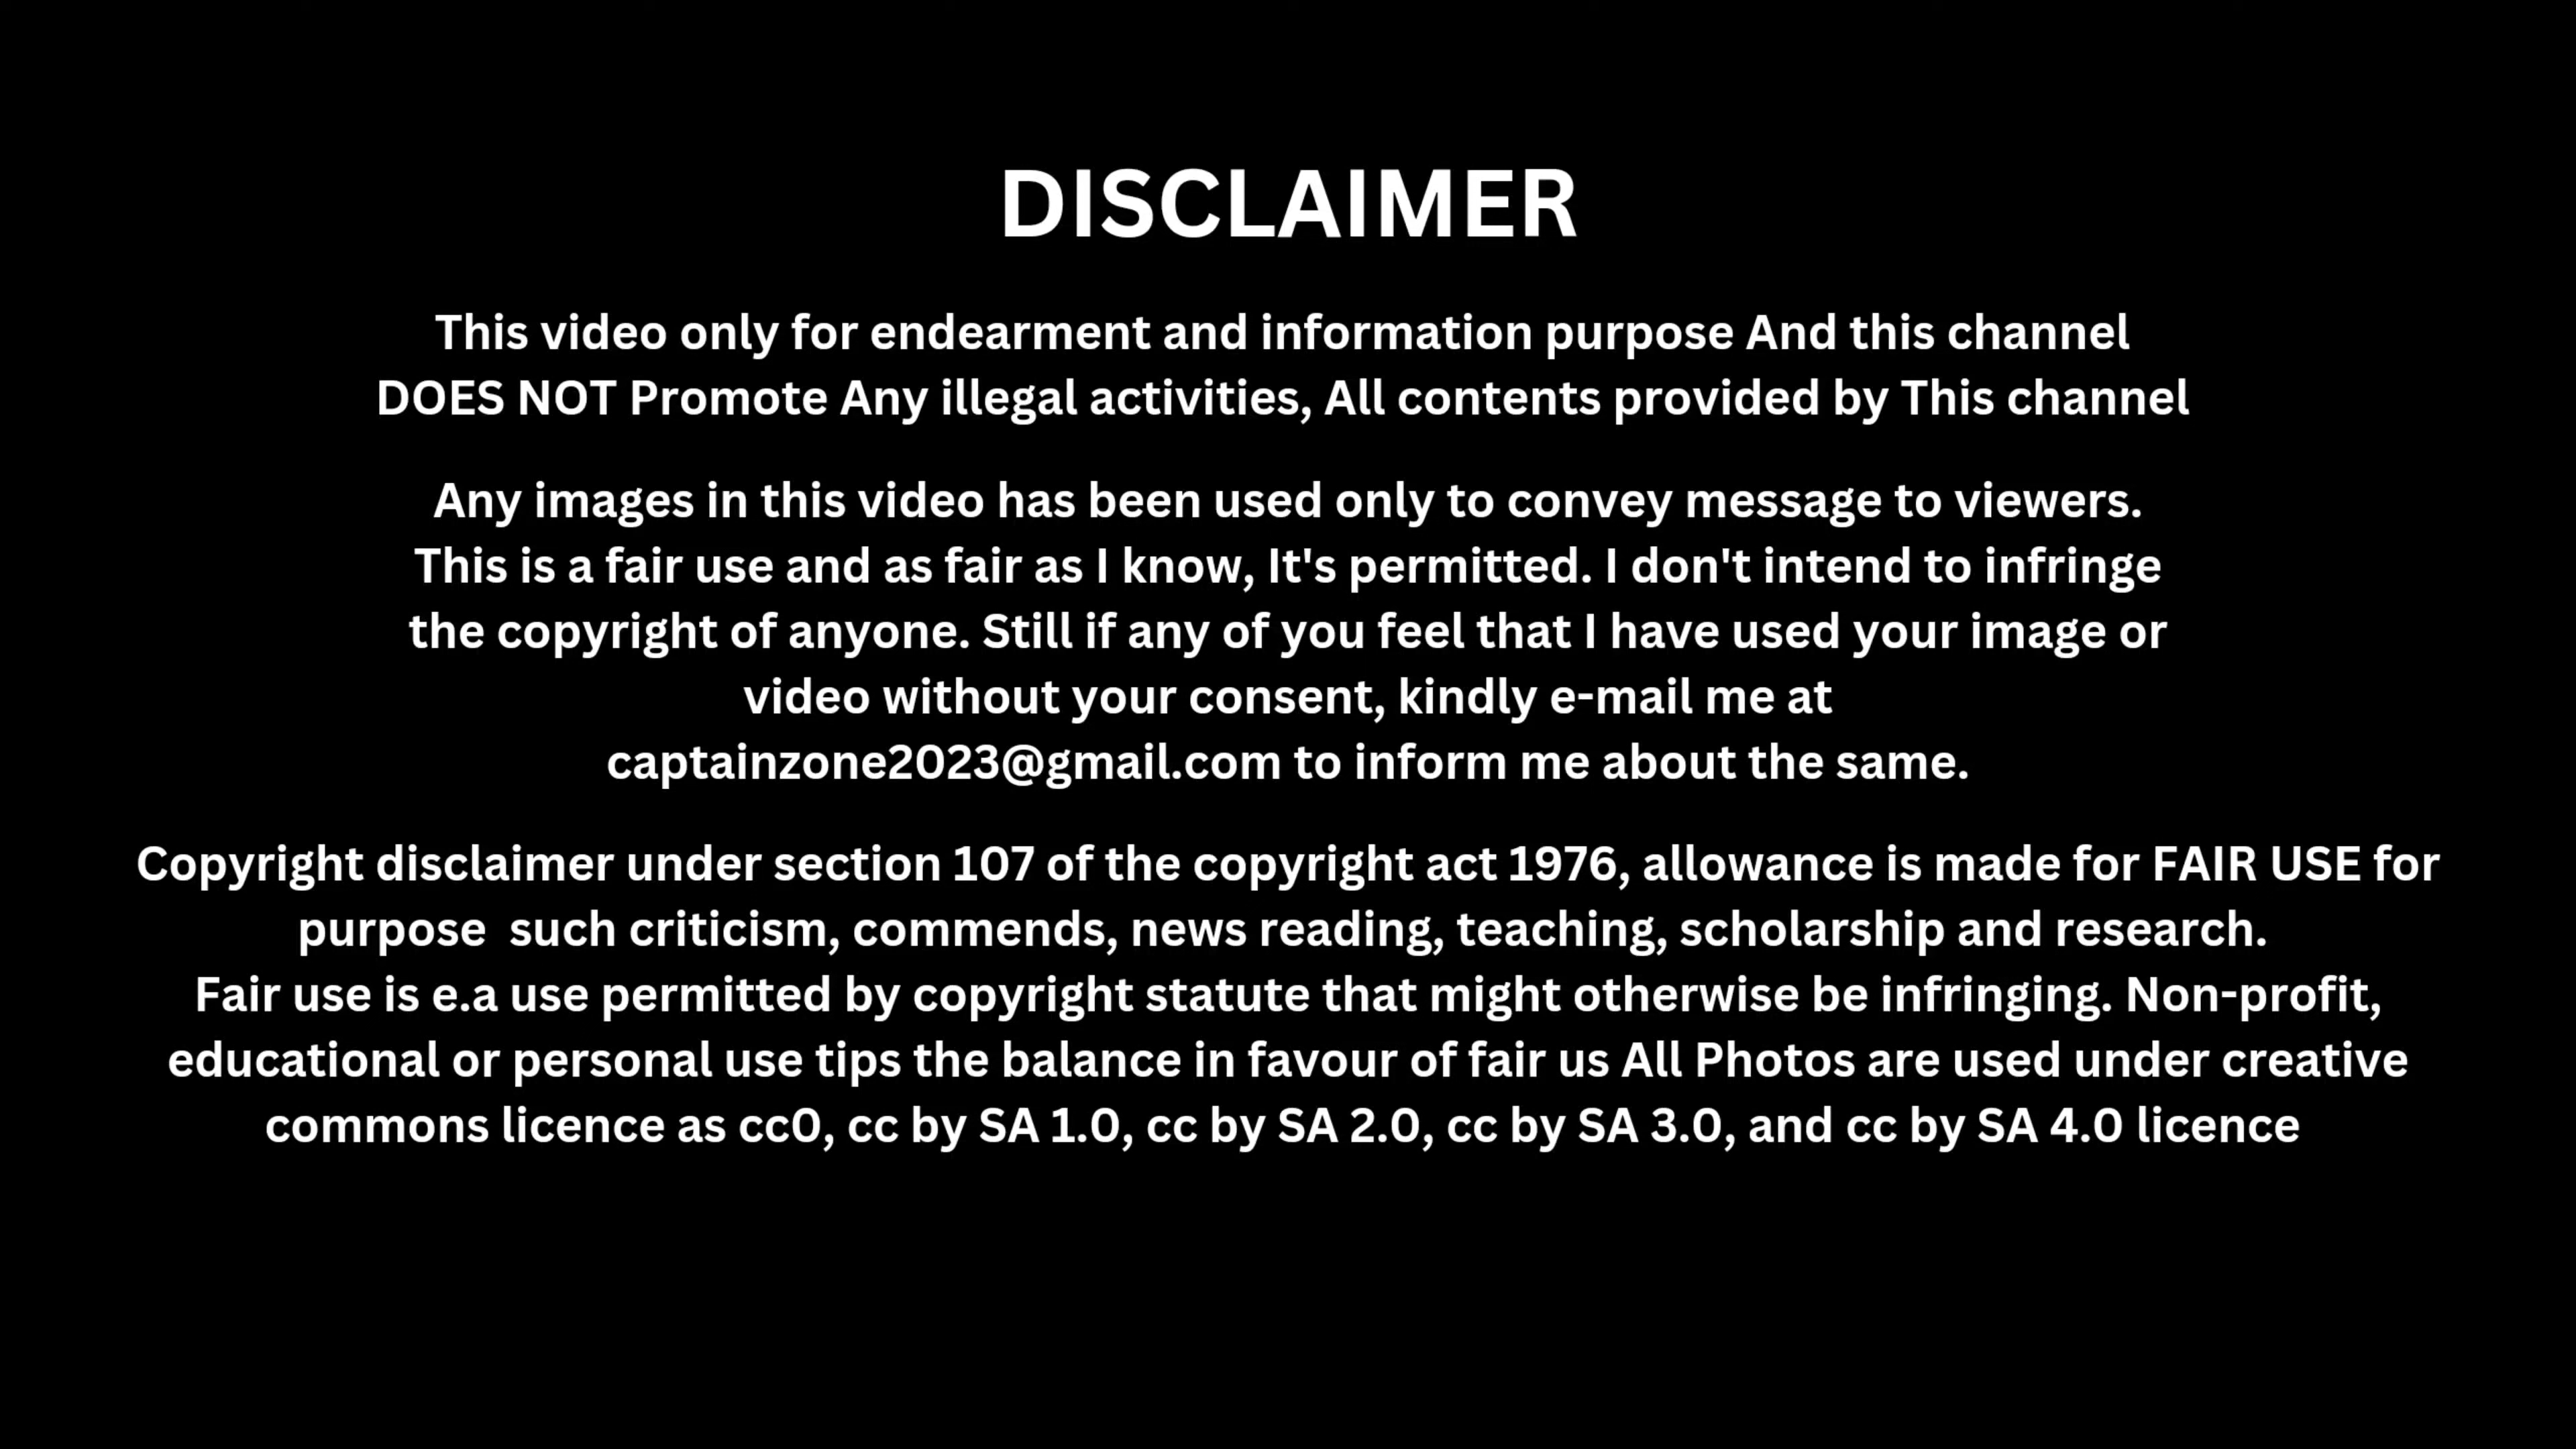 DISCLAIMER
This video only for endearment and information purpose And this channel
DOES NOT Promote Any illegal activities, All contents provided by This channel
Any images in this video has been used only to convey message to viewers.
This is a fair use and as fair as I know, It's permitted. I don't intend to infringe
the copyright of anyone. Still if any of you feel that I have used your image or
video without your consent, kindly e-mail me at
captainzone2023@gmail.com to inform me about the same.
Copyright disclaimer under section 107 of the copyright act 1976, allowance is made for FAIR USE for
purpose  such criticism, commends, news reading, teaching, scholarship and research.
Fair use is e.a use permitted by copyright statute that might otherwise be infringing. Non-profit,
educational or personal use tips the balance in favour of fair us All Photos are used under creative
commons licence as cc0, cc by SA 1.0, cc by SA 2.0, cc by SA 3.0, and cc by SA 4.0 licence